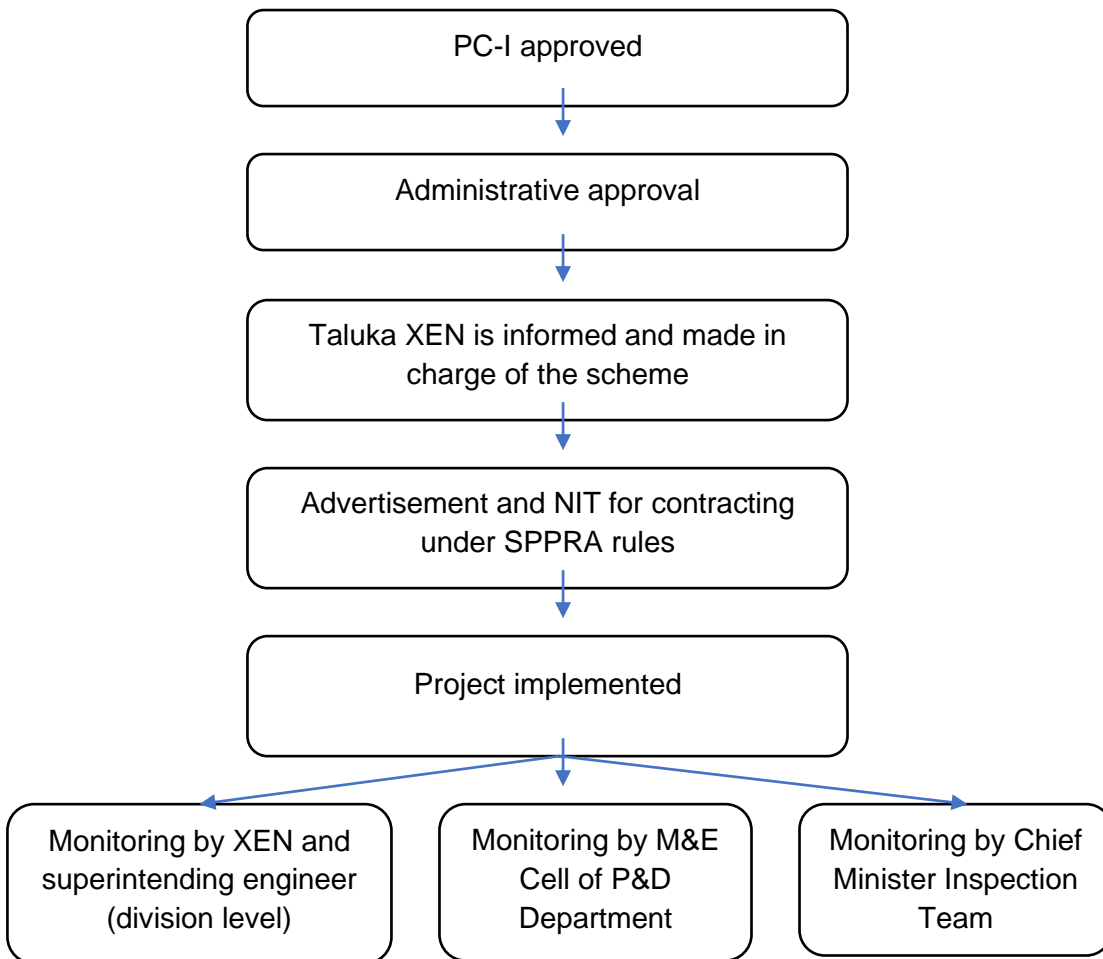 PC-I approved
Administrative approval
Taluka XEN is informed and made in
charge of the scheme
Advertisement and NIT for contracting
under SPPRA rules
Project implemented
Monitoring by XEN and
superintending engineer
(division level)
Monitoring by M&E
Cell of P&D
Department
Monitoring by Chief
Minister Inspection
Team